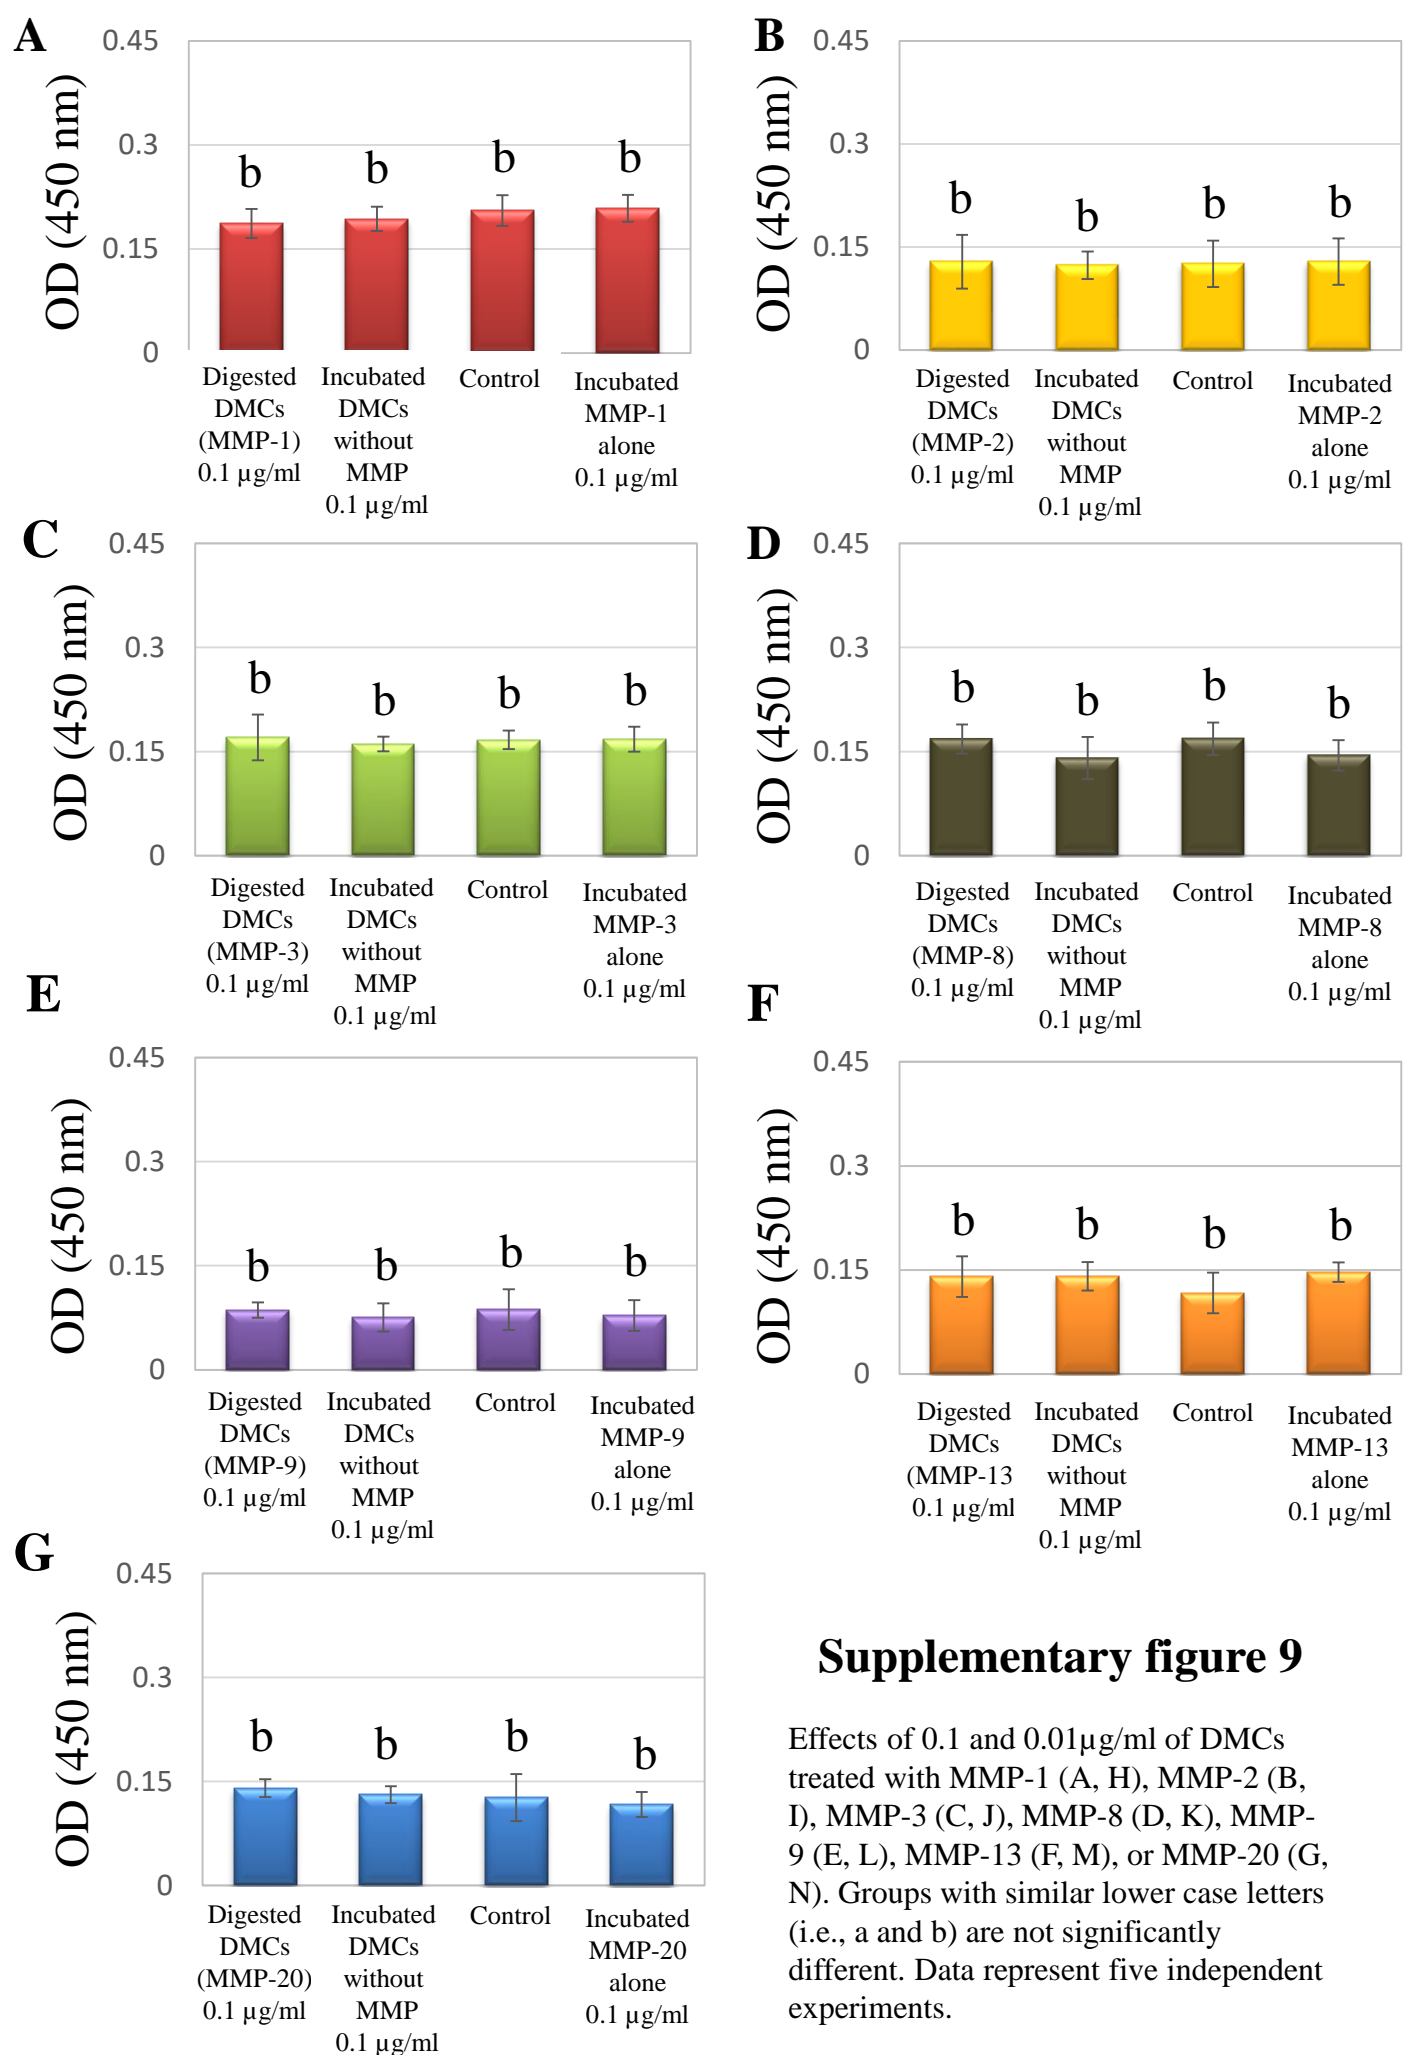 A
OD (450 nm)
0.45
0.3
0.15
0
b b b b
Digested
DMCs
(MMP-1)
0.1 µg/ml
Incubated
DMCs
without
MMP
0.1 µg/ml
Control
Incubated
MMP-1
alone
0.1 µg/ml
B
OD (450 nm)
0.45
0.3
0.15
0
b b b b
Digested
DMCs
(MMP-2)
0.1 µg/ml
Incubated
DMCs
without
MMP
0.1 µg/ml
Control
Incubated
MMP-2
alone
0.1 µg/ml
C
OD (450 nm)
0.45
0.3
0.15
0
b b b b
Digested
DMCs
(MMP-3)
0.1 µg/ml
Incubated
DMCs
without
MMP
0.1 µg/ml
Control
Incubated
MMP-3
alone
0.1 µg/ml
D
OD (450 nm)
0.45
0.3
0.15
0
b b b b
Digested
DMCs
(MMP-8)
0.1 µg/ml
Incubated
DMCs
without
MMP
0.1 µg/ml
Control
Incubated
MMP-8
alone
0.1 µg/ml
E
OD (450 nm)
0.45
0.3
0.15
0
b b b b
Digested
DMCs
(MMP-9)
0.1 µg/ml
Incubated
DMCs
without
MMP
0.1 µg/ml
Control
Incubated
MMP-9
alone
0.1 µg/ml
F
OD (450 nm)
0.45
0.3
0.15
0
b b b b
Digested
DMCs
(MMP-13
0.1 µg/ml
Incubated
DMCs
without
MMP
0.1 µg/ml
Control
Incubated
MMP-13
alone
0.1 µg/ml
G
OD (450 nm)
0.45
0.3
0.15
0
b b b b
Digested
DMCs
(MMP-20)
0.1 µg/ml
Incubated
DMCs
without
MMP
0.1 µg/ml
Control
Incubated
MMP-20
alone
0.1 µg/ml
Supplementary figure 9
Effects of 0.1 and 0.01µg/ml of DMCs
treated with MMP-1 (A, H), MMP-2 (B,
I), MMP-3 (C, J), MMP-8 (D, K), MMP-
9 (E, L), MMP-13 (F, M), or MMP-20 (G,
N). Groups with similar lower case letters
(i.e., a and b) are not significantly
different. Data represent five independent
experiments.